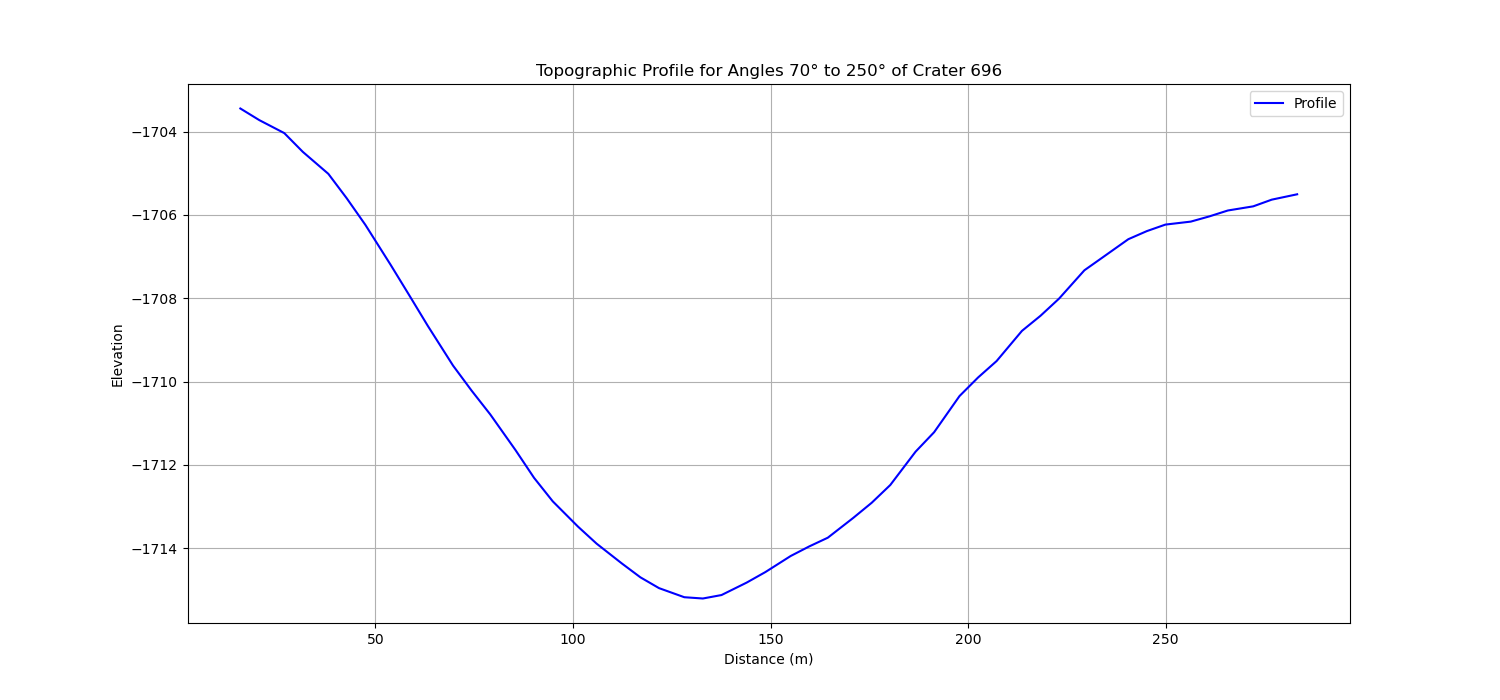 Topographic Profile for Angles 70° to 250° of Crater 696
Profile
−1704
−1706
−1708
−1710
−1712
−1714
Elevation
50 100 150 200 250
Distance (m)